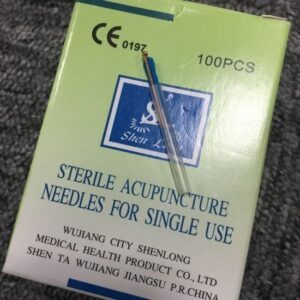 CE 0197
100PCS
Shen
STERILE ACUPUNCTURE
NEEDLES FOR SINGLE USE
WUJIANG CITY SHENLONG
MEDICAL HEALTH PRODUCT CO., LTD
SHEN TA WUJIANG JIANGSU P.R.CHINA